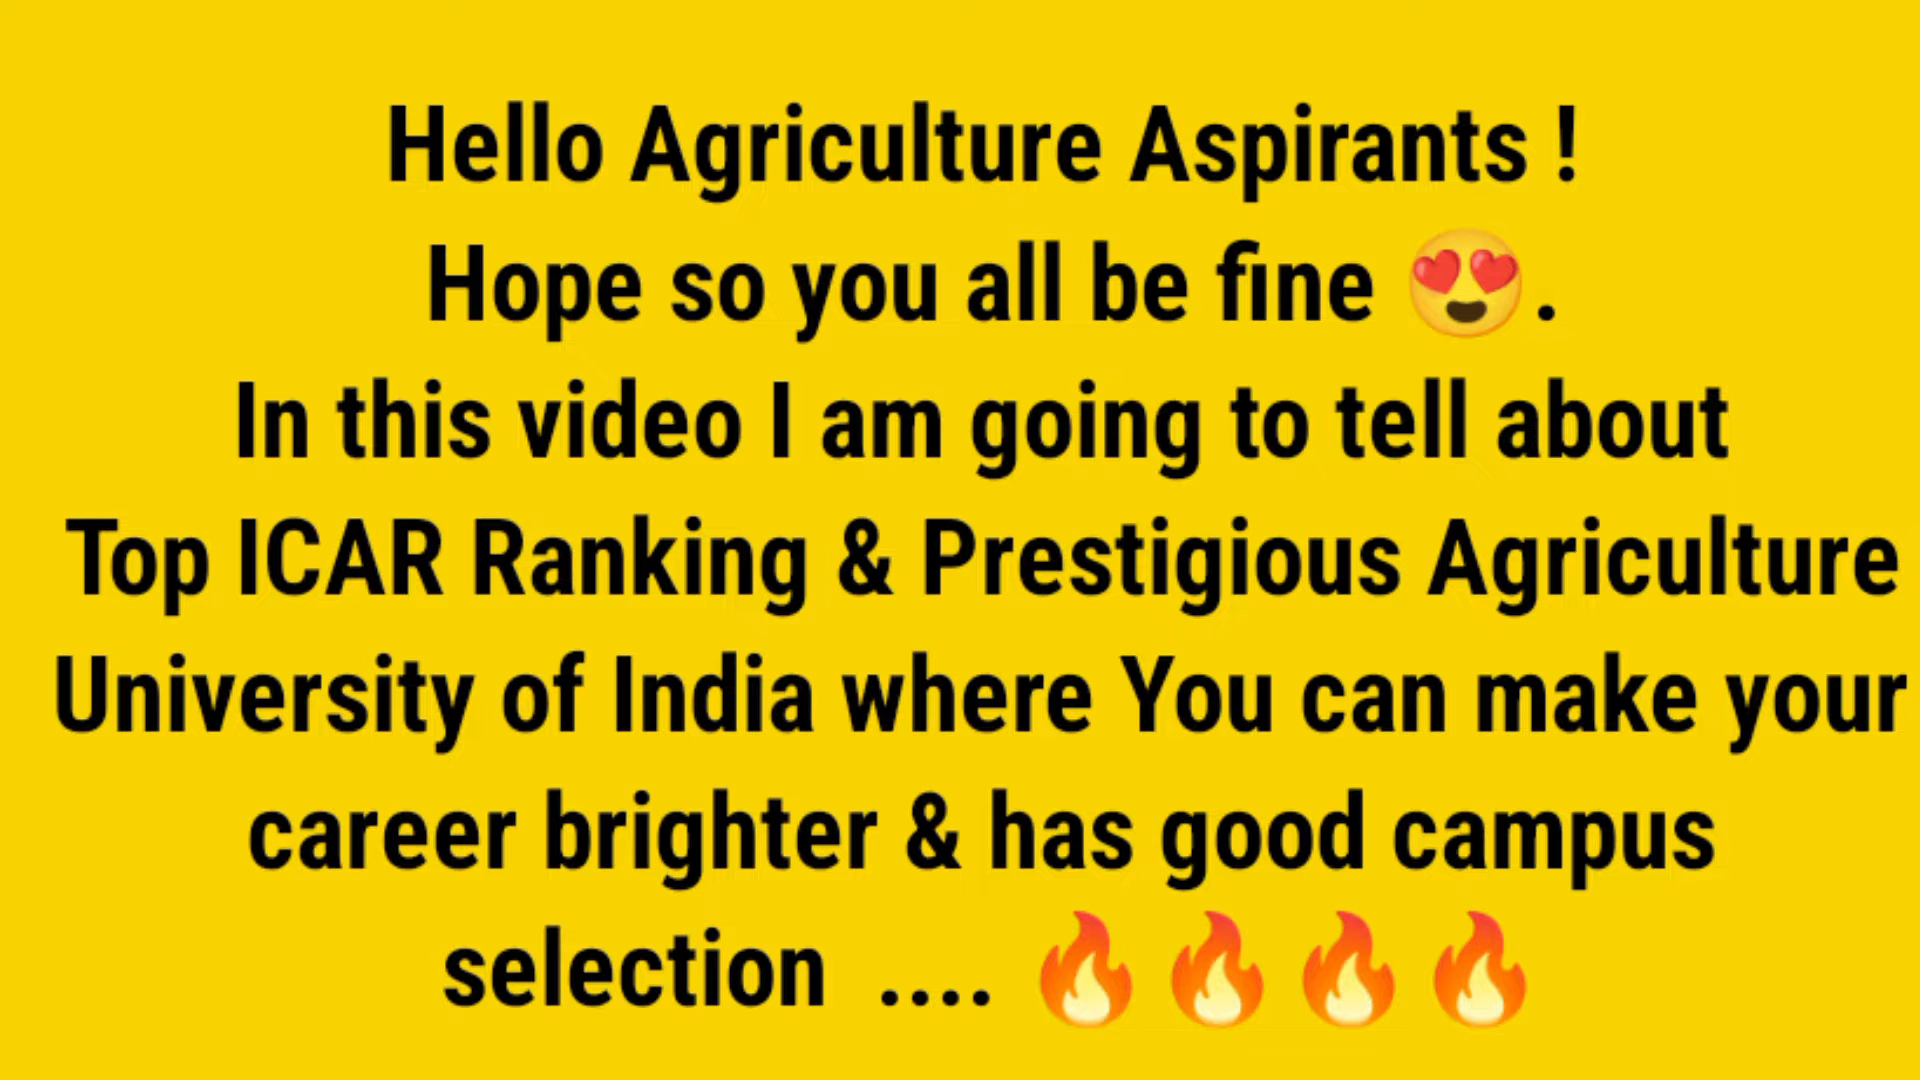 Hello Agriculture Aspirants !
Hope so you all be fine 😍.
In this video I am going to tell about
Top ICAR Ranking & Prestigious Agriculture
University of India where You can make your
career brighter & has good campus
selection .... 🔥🔥🔥🔥